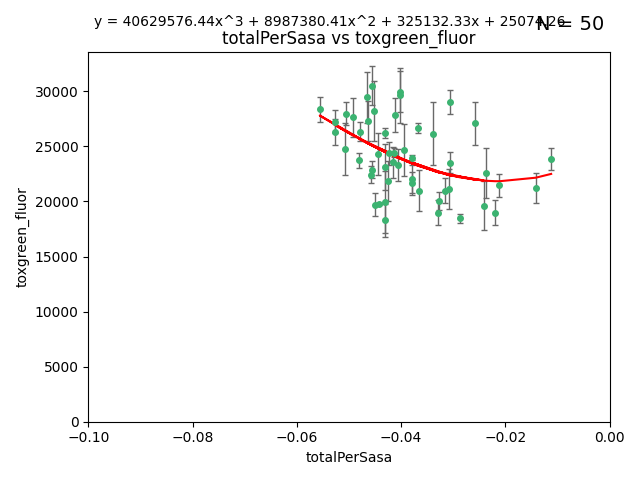 y = 40629576.44x^3 + 8987380.41x^2 + 325132.33x + 25074.26
N = 50
totalPerSasa vs toxgreen_fluor
toxgreen_fluor
30000
25000
20000
15000
10000
5000
0
−0.10 −0.08 −0.06 −0.04 −0.02 0.00
totalPerSasa